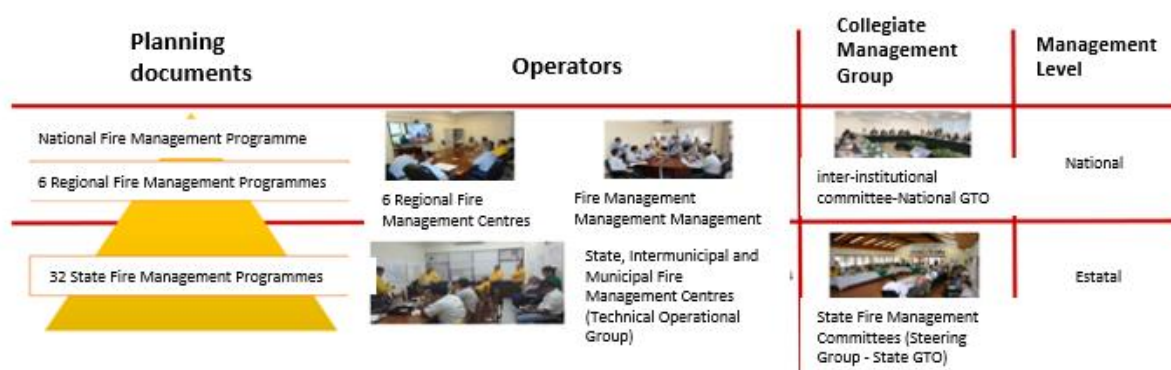 Planning
documents
Operators
Collegiate
Management
Group
Management
Level
National Fire Management Programme
6 Regional Fire Management Programmes
6 Regional Fire
Management Centres
Fire Management
Management Management
inter-institutional
committee-National GTO
National
32 State Fire Management Programmes
State, Intermunicipal and
Municipal Fire
Management Centres
(Technical Operational
Group)
State Fire Management
Committees (Steering
Group - State GTO)
Estatal